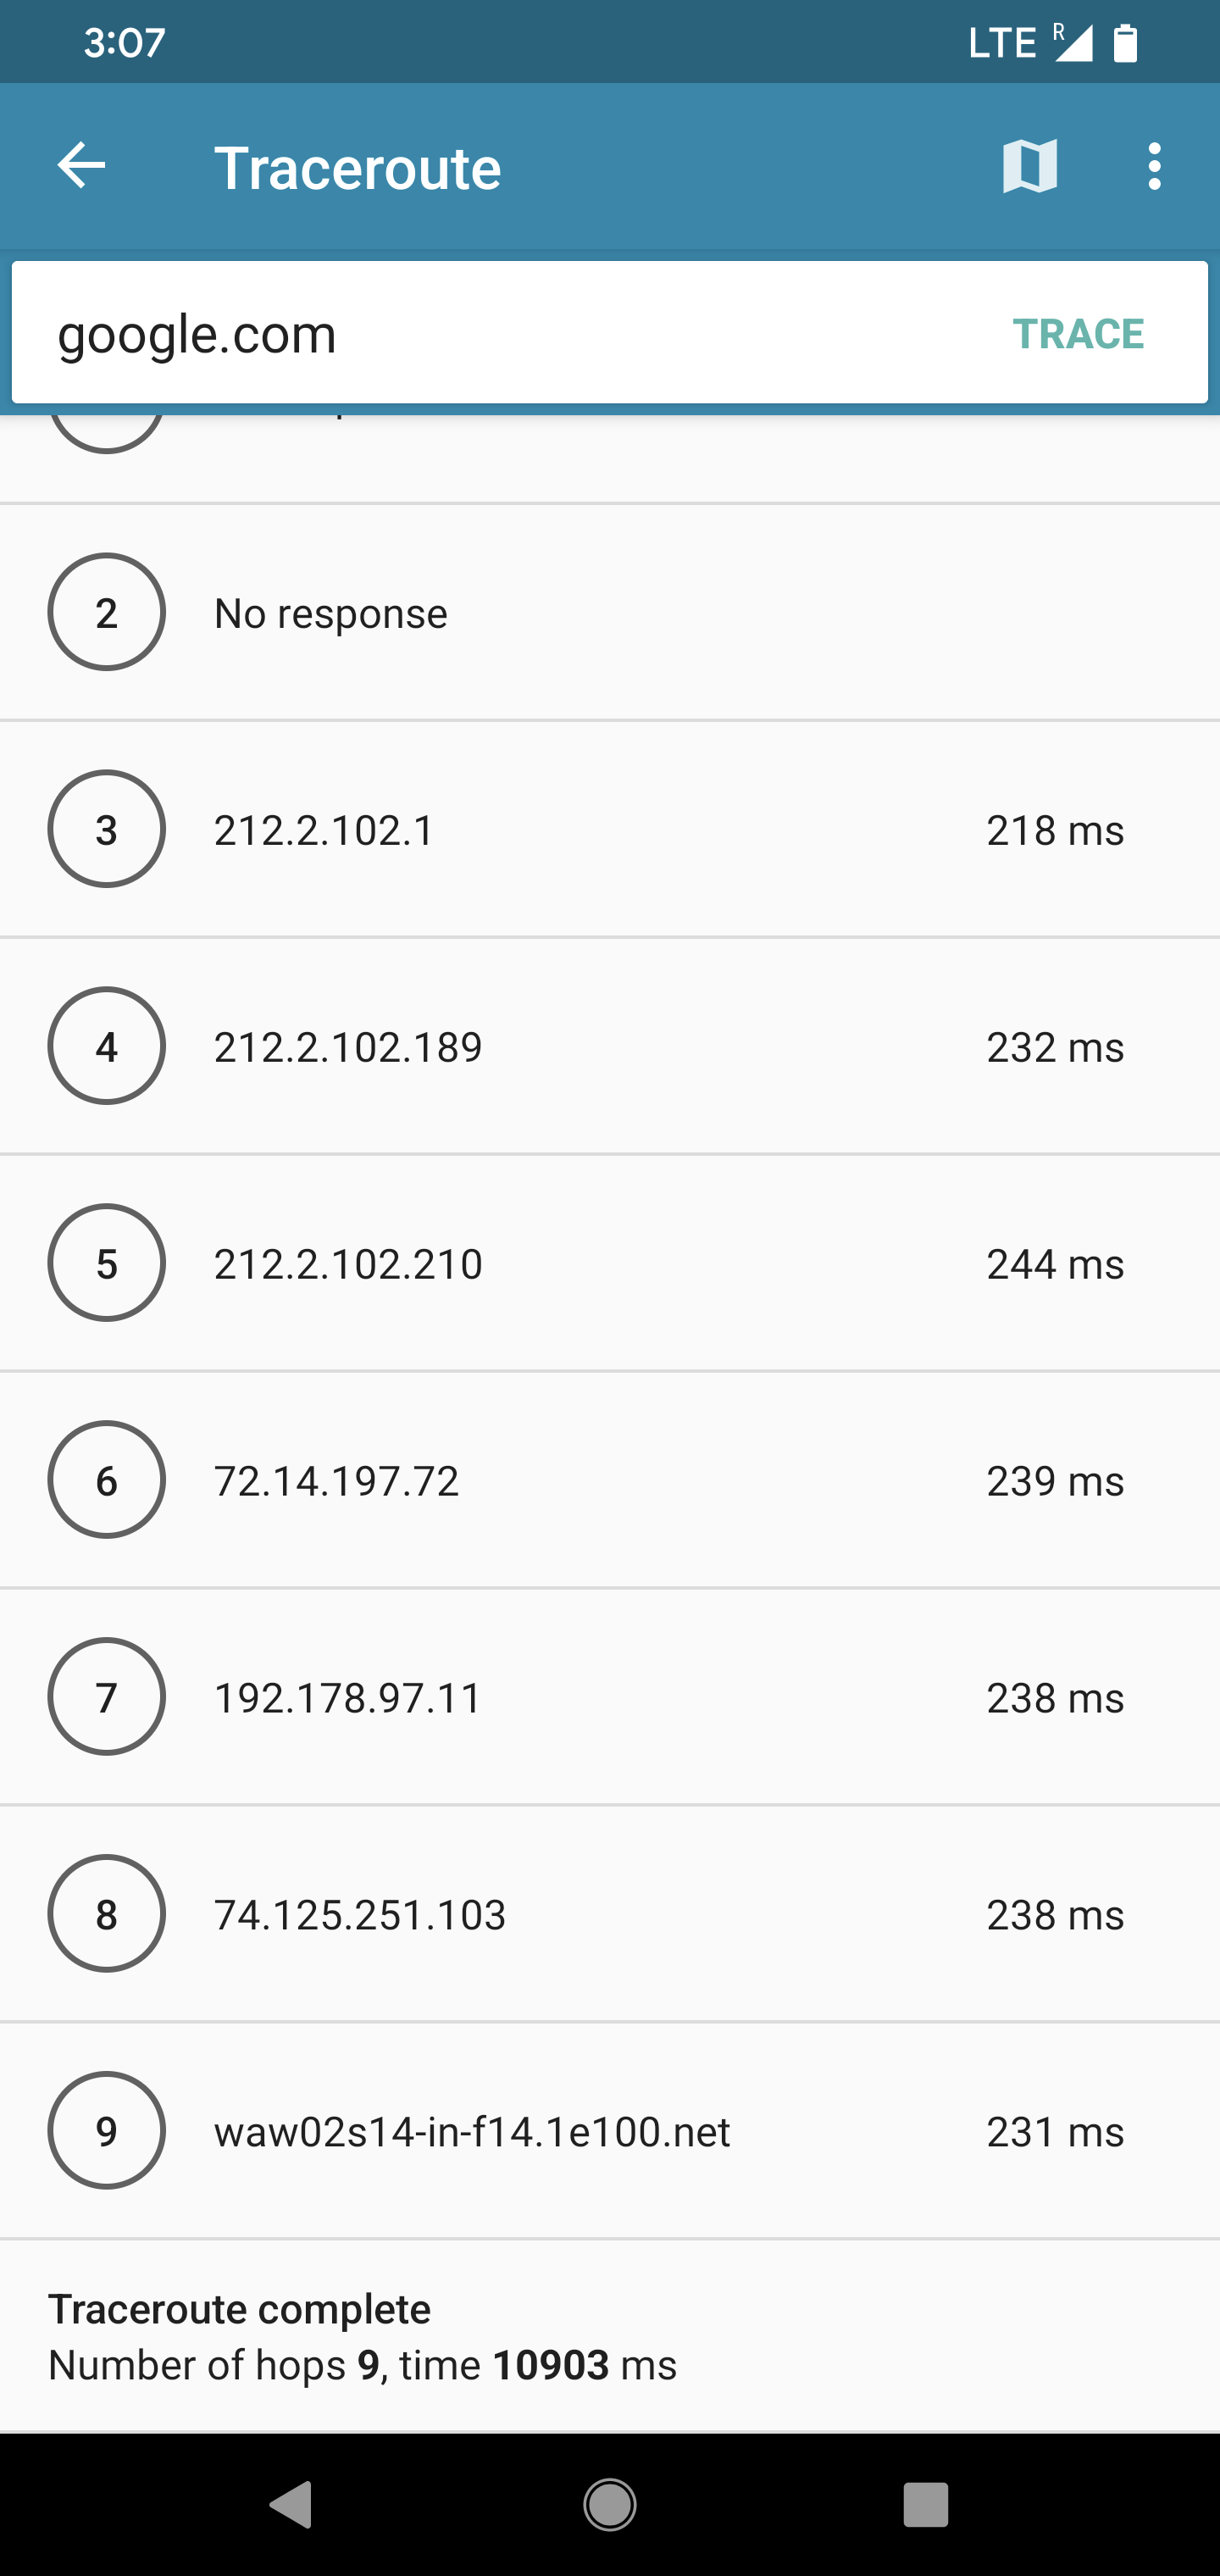 3:07
LTE R
Traceroute
google.com TRACE
2 No response
3 212.2.102.1 218 ms
4 212.2.102.189 232 ms
5 212.2.102.210 244 ms
6 72.14.197.72 239 ms
7 192.178.97.11 238 ms
8 74.125.251.103 238 ms
9 waw02s14-in-f14.1e100.net 231 ms
Traceroute complete
Number of hops 9, time 10903 ms